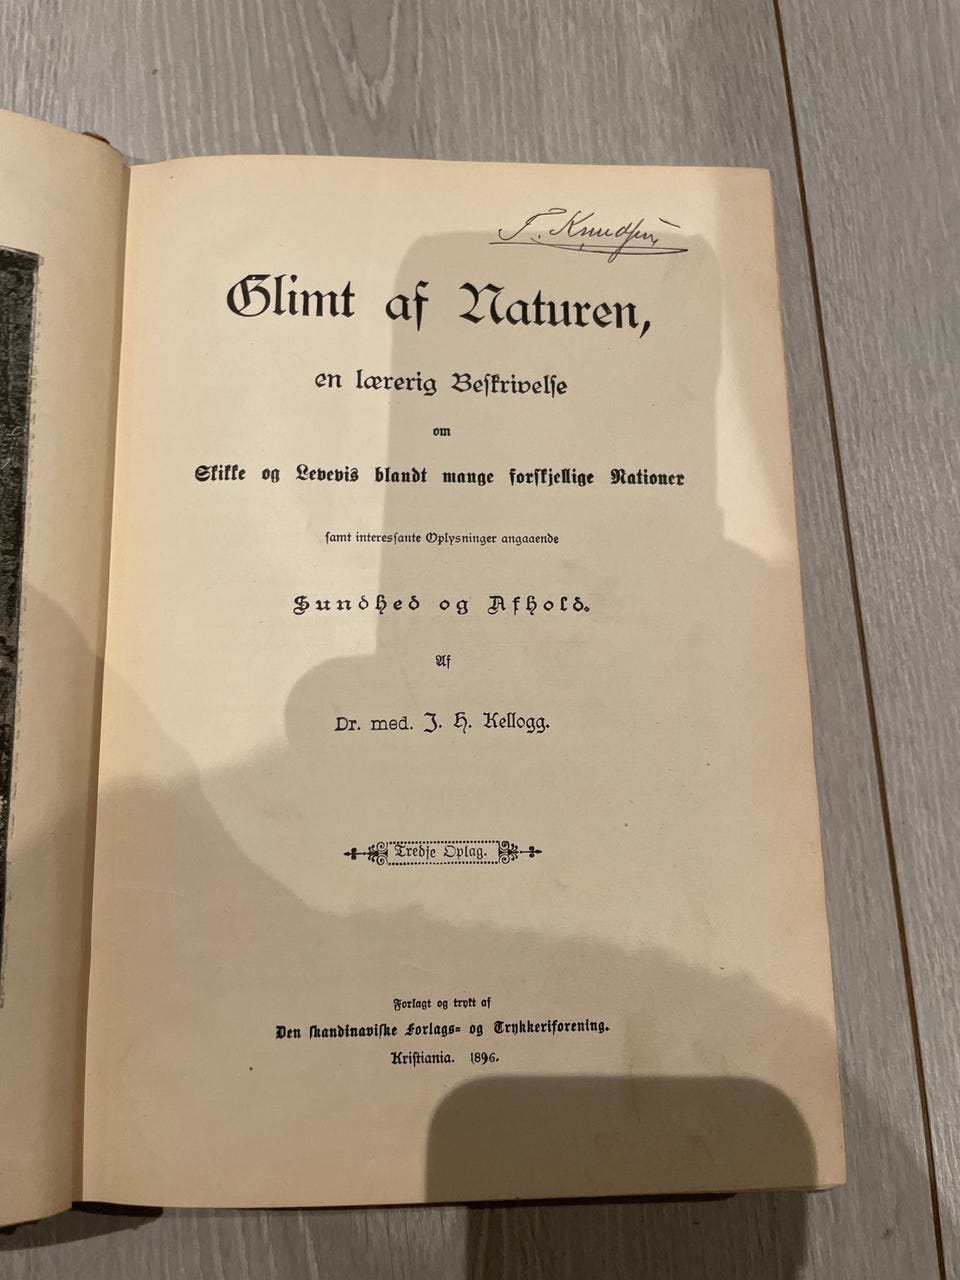 T. Knudsen
Glimt af Naturen,
en lærerig Beskrivelse
om
Skikke og Levevis blandt mange forskjellige Nationer
samt interessante Oplysninger angaaende
Sundhed og Afhold.
Af
Dr. med. J. H. Kellogg.
Tredje Oplag.
Forlagt og trykt af
Den skandinaviske Forlags= og Trykkeriforening.
Kristiania. 1896.